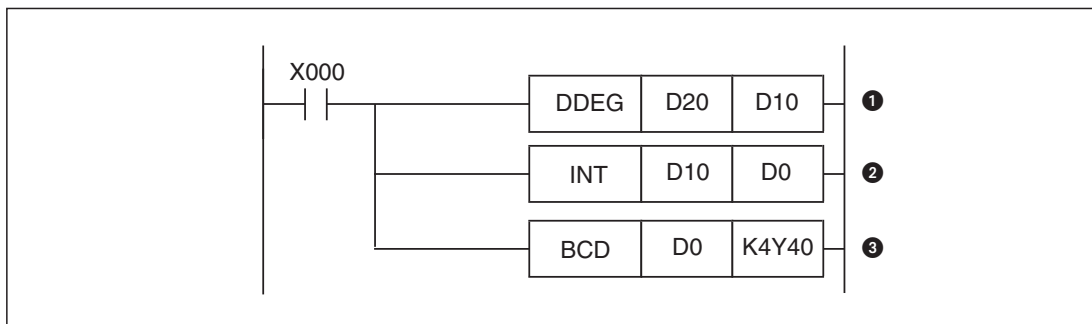 X000
DDEG D20 D10 ❶
INT D10 D0 ❷
BCD D0 K4Y40 ❸